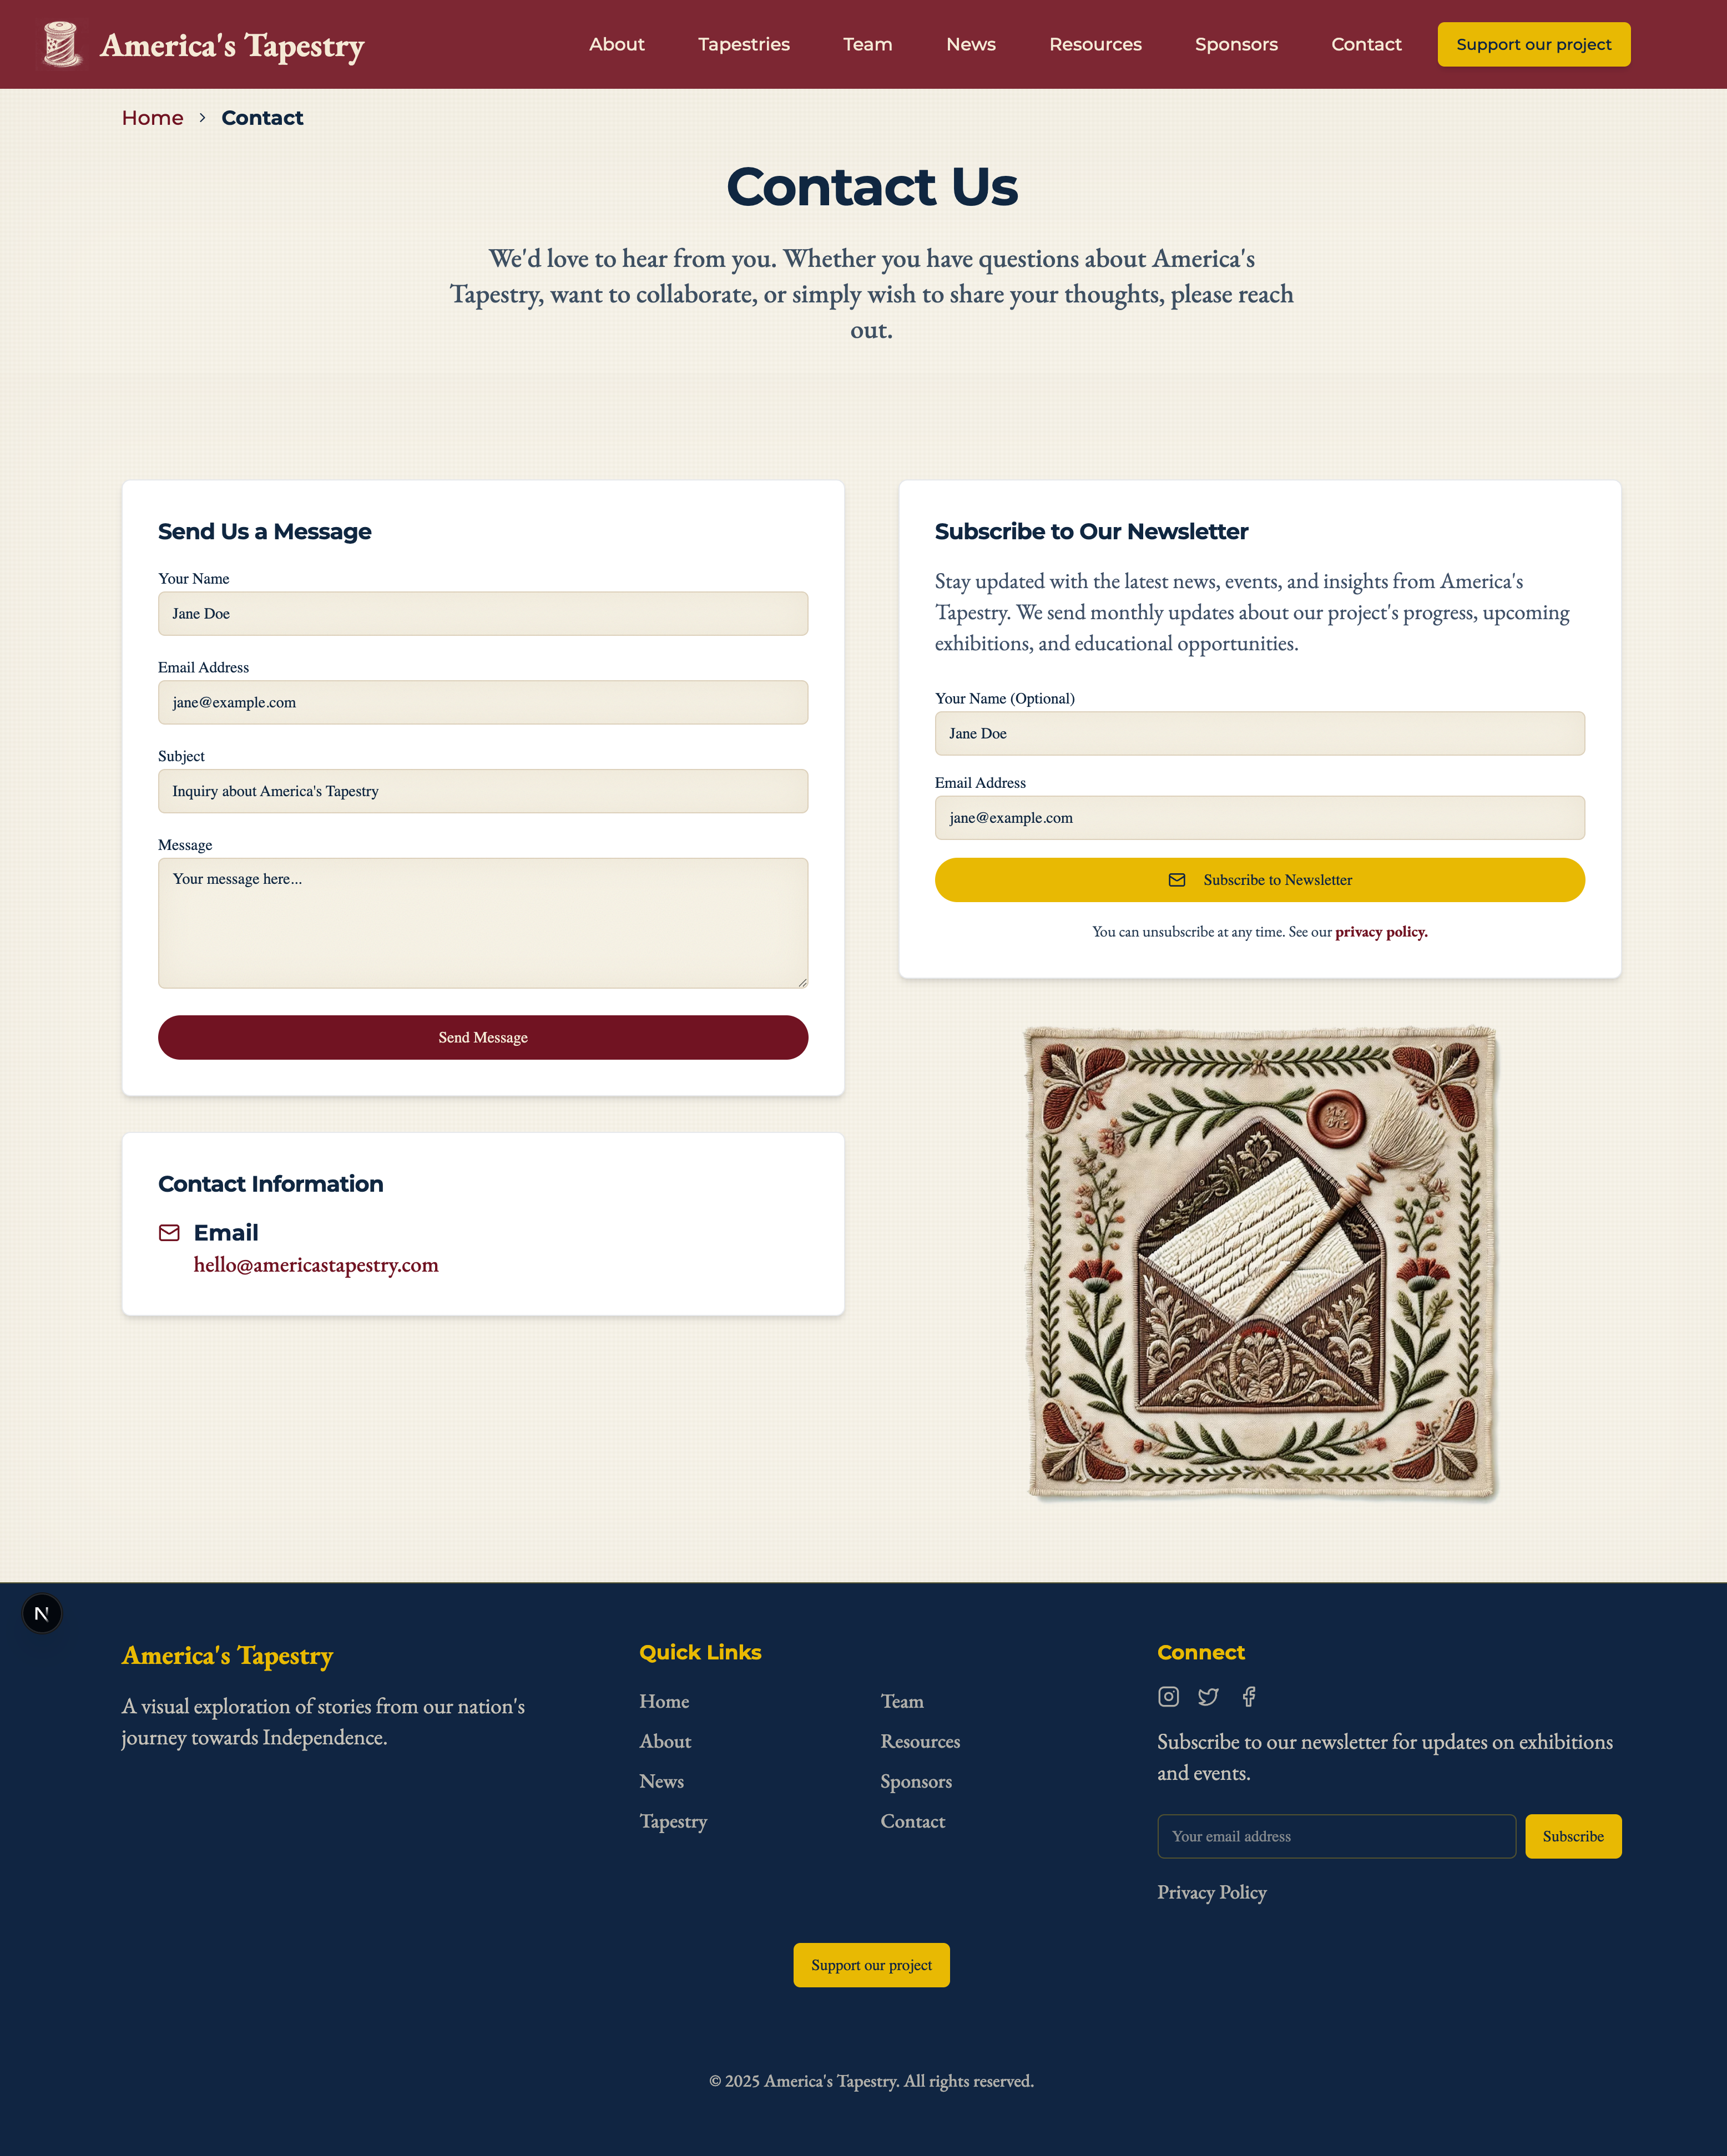 America's Tapestry
About
Tapestries
Team
News
Resources
Sponsors
Contact
Support our project
Home > Contact
Contact Us
We'd love to hear from you. Whether you have questions about America's
Tapestry, want to collaborate, or simply wish to share your thoughts, please reach
out.
Send Us a Message
Your Name
Jane Doe
Email Address
jane@example.com
Subject
Inquiry about America's Tapestry
Message
Your message here...
Send Message
Contact Information
Email
hello@americastapestry.com
Subscribe to Our Newsletter
Stay updated with the latest news, events, and insights from America's
Tapestry. We send monthly updates about our project's progress, upcoming
exhibitions, and educational opportunities.
Your Name (Optional)
Jane Doe
Email Address
jane@example.com
Subscribe to Newsletter
You can unsubscribe at any time. See our privacy policy.
N
America's Tapestry
A visual exploration of stories from our nation's
journey towards Independence.
Quick Links
Home
About
News
Tapestry
Team
Resources
Sponsors
Contact
Connect
Subscribe to our newsletter for updates on exhibitions
and events.
Your email address
Subscribe
Privacy Policy
Support our project
© 2025 America's Tapestry. All rights reserved.